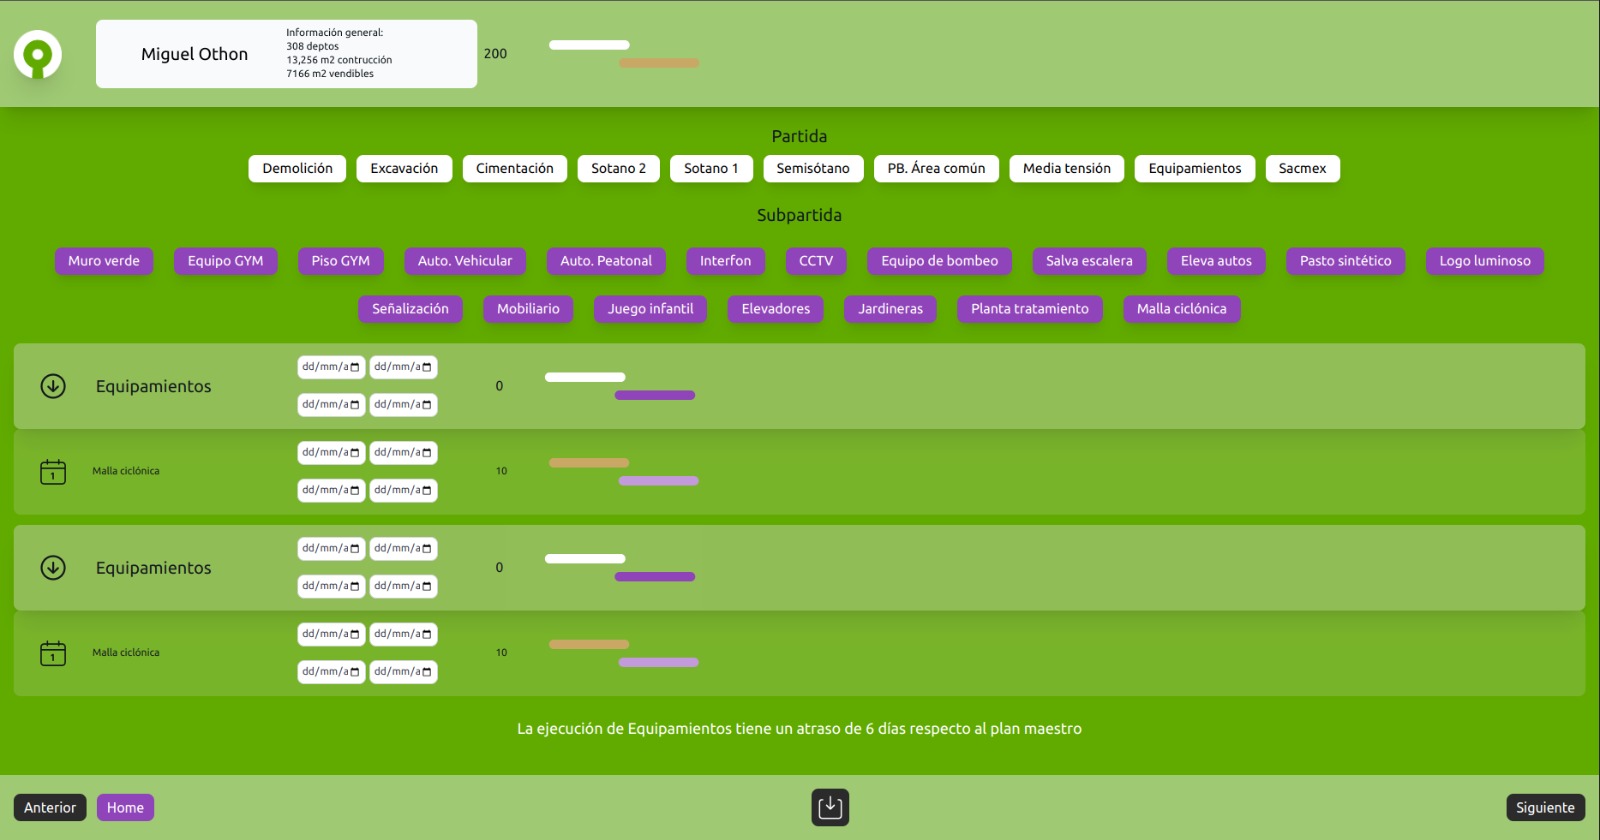 Miguel Othon
Información general:
308 deptos
13,256 m2 contrucción
7166 m2 vendibles
200
Partida
Demolición Excavación Cimentación Sotano 2 Sotano 1 Semisótano PB. Área común Media tensión Equipamientos Sacmex
Subpartida
Muro verde Equipo GYM Piso GYM Auto. Vehicular Auto. Peatonal Interfon CCTV Equipo de bombeo Salva escalera Eleva autos Pasto sintético Logo luminoso
Señalización Mobiliario Juego infantil Elevadores Jardineras Planta tratamiento Malla ciclónica
dd/mm/a dd/mm/a
Equipamientos 0
dd/mm/a dd/mm/a
dd/mm/a dd/mm/a
1 Malla ciclónica 10
dd/mm/a dd/mm/a
dd/mm/a dd/mm/a
Equipamientos 0
dd/mm/a dd/mm/a
dd/mm/a dd/mm/a
1 Malla ciclónica 10
dd/mm/a dd/mm/a
La ejecución de Equipamientos tiene un atraso de 6 días respecto al plan maestro
Anterior Home Siguiente